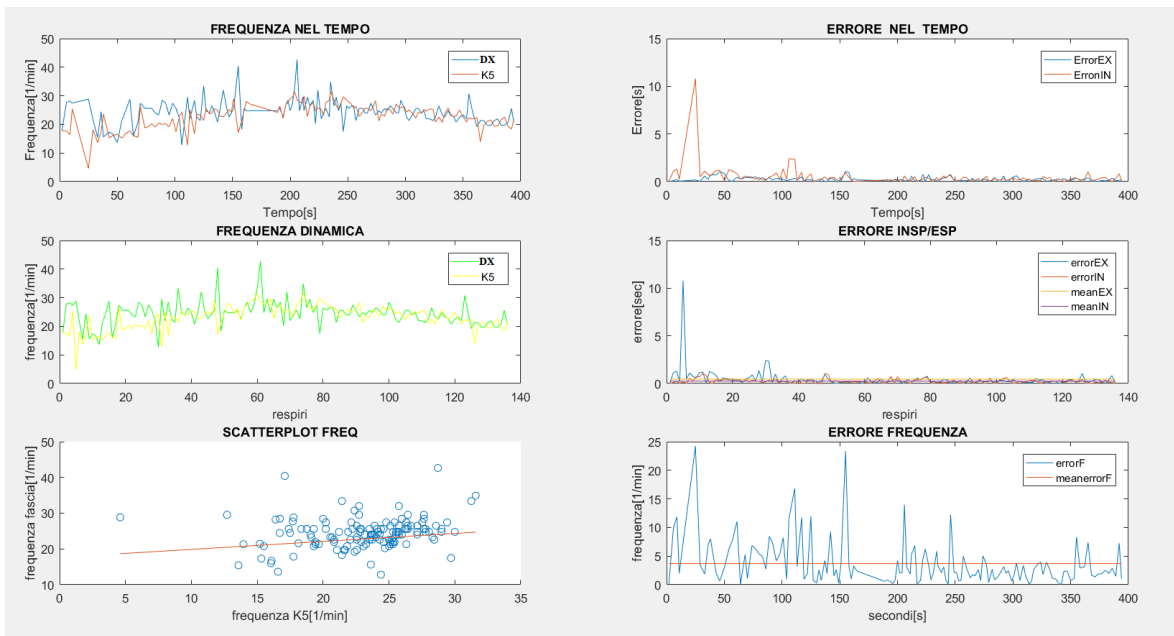 FREQUENZA NEL TEMPO
Frequenza[1/min]
50
40
30
20
10
0
DX
K5
0 50 100 150 200 250 300 350 400
Tempo[s]
ERRORE NEL TEMPO
Errore[s]
15
10
5
0
ErrorEX
ErronIN
0 50 100 150 200 250 300 350 400
Tempo[s]
FREQUENZA DINAMICA
frequenza[1/min]
50
40
30
20
10
0
DX
K5
0 20 40 60 80 100 120 140
respiri
ERRORE INSP/ESP
errore[sec]
15
10
5
0
errorEX
errorIN
meanEX
meanIN
0 20 40 60 80 100 120 140
respiri
SCATTERPLOT FREQ
frequenza fascia[1/min]
50
40
30
20
10
0 5 10 15 20 25 30 35
frequenza K5[1/min]
ERRORE FREQUENZA
frequenza[1/min]
25
20
15
10
5
0
errorF
meanerrorF
0 50 100 150 200 250 300 350 400
secondi[s]